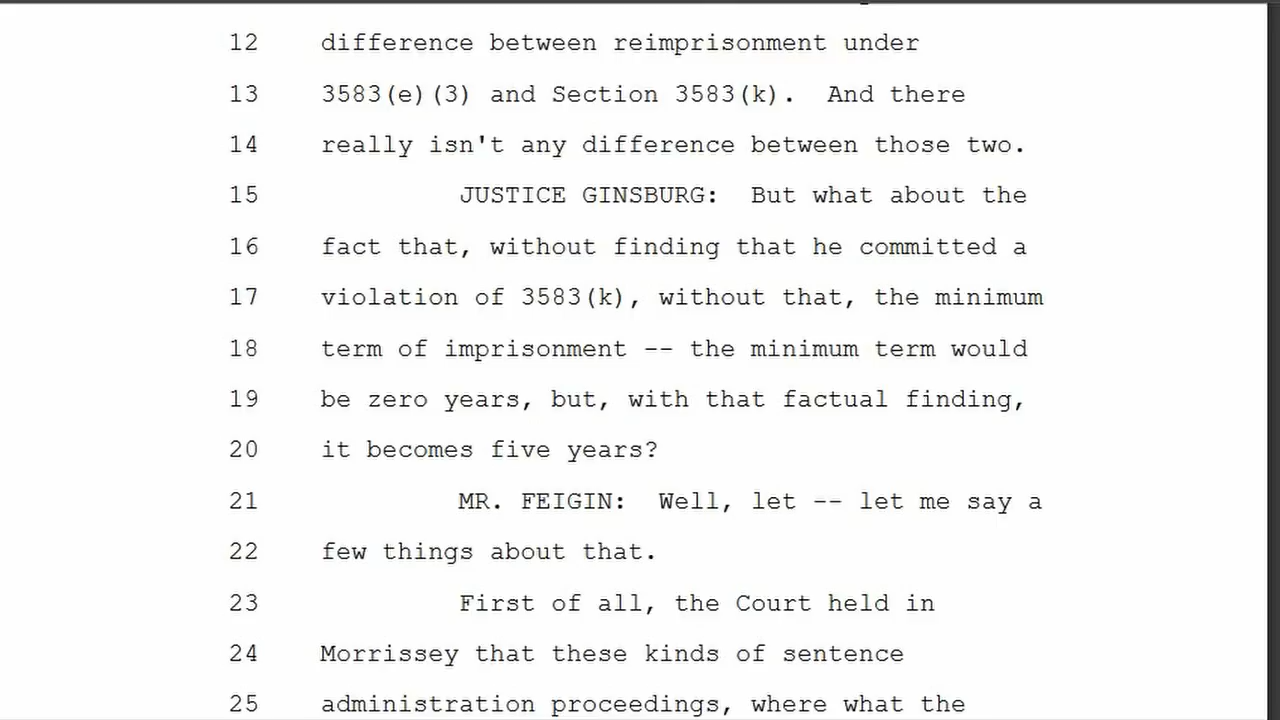 12 difference between reimprisonment under
13 3583(e)(3) and Section 3583(k). And there
14 really isn't any difference between those two.
15 JUSTICE GINSBURG: But what about the
16 fact that, without finding that he committed a
17 violation of 3583(k), without that, the minimum
18 term of imprisonment -- the minimum term would
19 be zero years, but, with that factual finding,
20 it becomes five years?
21 MR. FEIGIN: Well, let -- let me say a
22 few things about that.
23 First of all, the Court held in
24 Morrissey that these kinds of sentence
25 administration proceedings, where what the